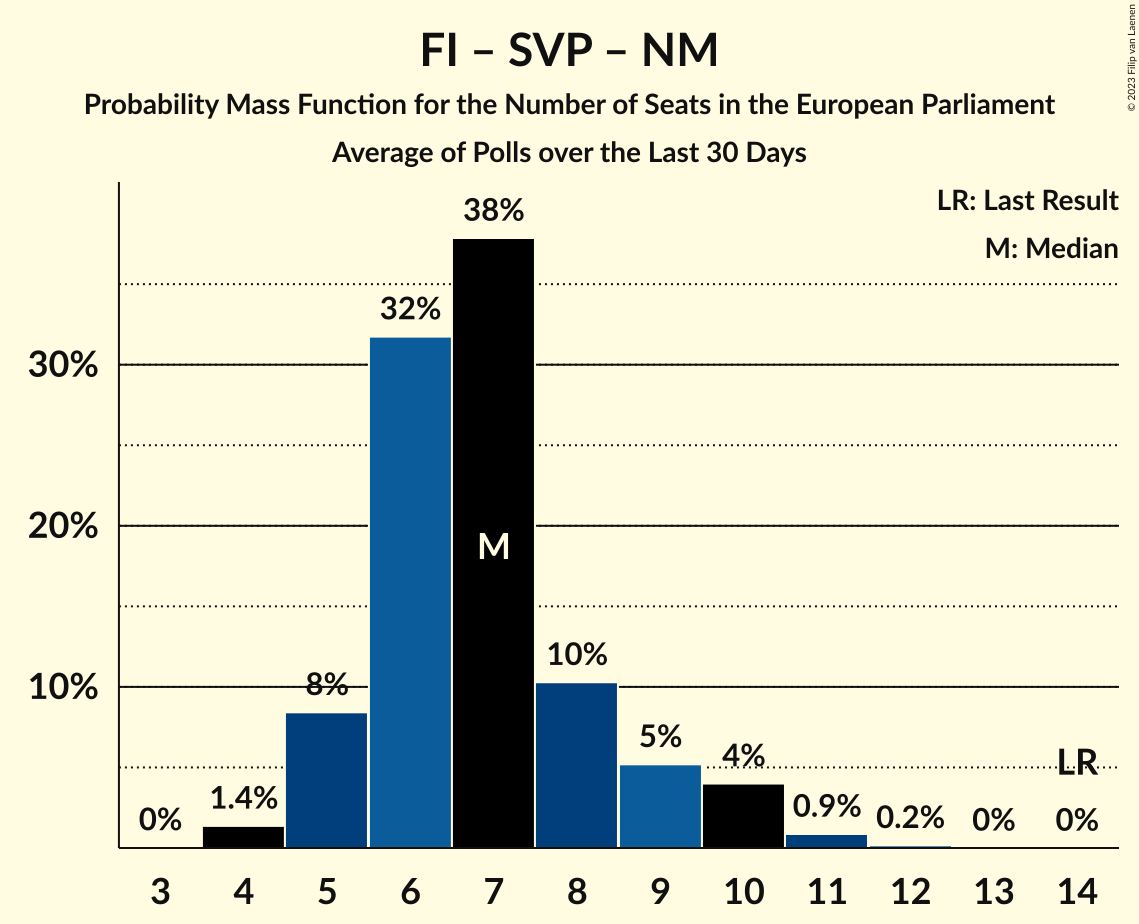 FI – SVP – NM
Probability Mass Function for the Number of Seats in the European Parliament
Average of Polls over the Last 30 Days
© 2023 Filip van Laenen
LR: Last Result
M: Median
38%
32%
30%
20%
M
10%
10%
8%
5%
4%
LR
1.4%
0%
0.9%
0.2%
0%
0%
3 4 5 6 7 8 9 10 11 12 13 14